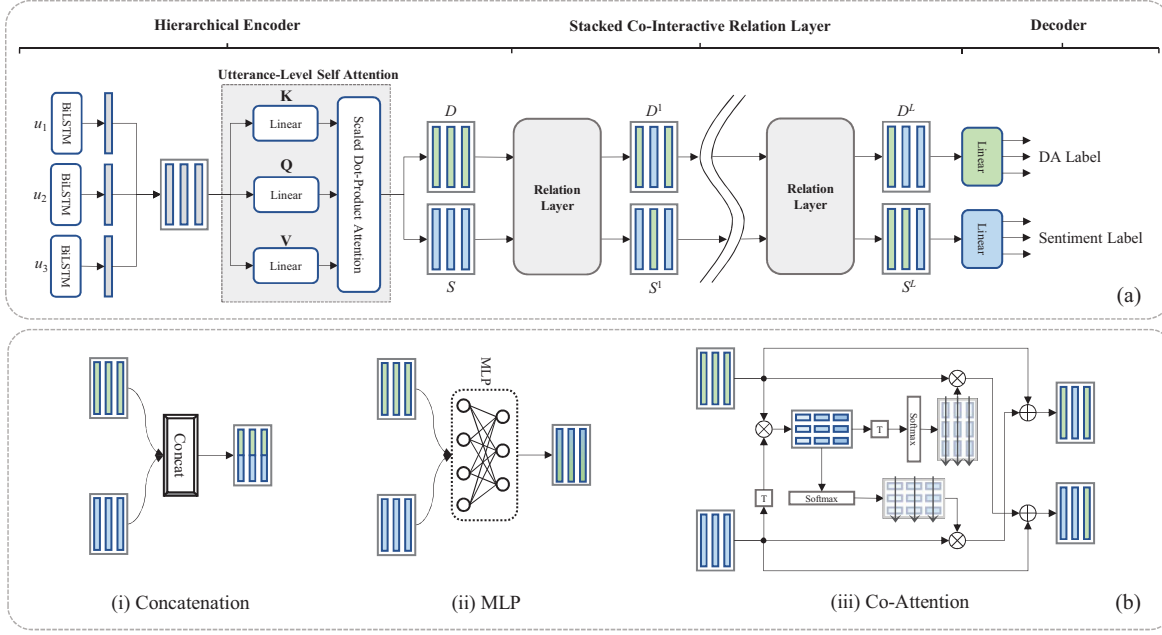 Hierarchical Encoder
Stacked Co-Interactive Relation Layer
Decoder
Utterance-Level Self Attention
u1
BiLSTM
u2
BiLSTM
u3
BiLSTM
K
Linear
Q
Linear
V
Linear
Scaled Dot-Product Attention
D
S
Relation
Layer
D1
S1
Relation
Layer
DL
SL
Linear
DA Label
Linear
Sentiment Label
(a)
Concat
(i) Concatenation
MLP
(ii) MLP
T
Softmax
T
Softmax
(iii) Co-Attention
(b)